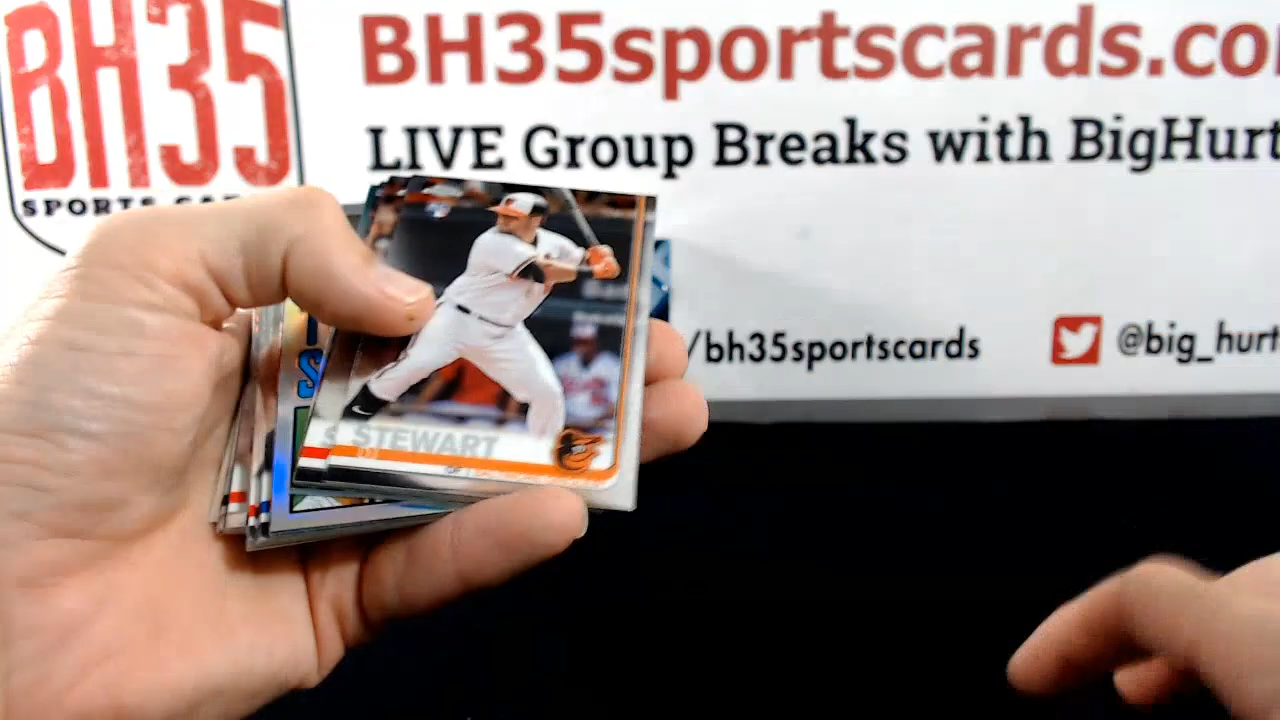 BH35
SPORTS CA
BH35sportscards.co
LIVE Group Breaks with BigHurt
/bh35sportscards
@big_hurt
STEWART